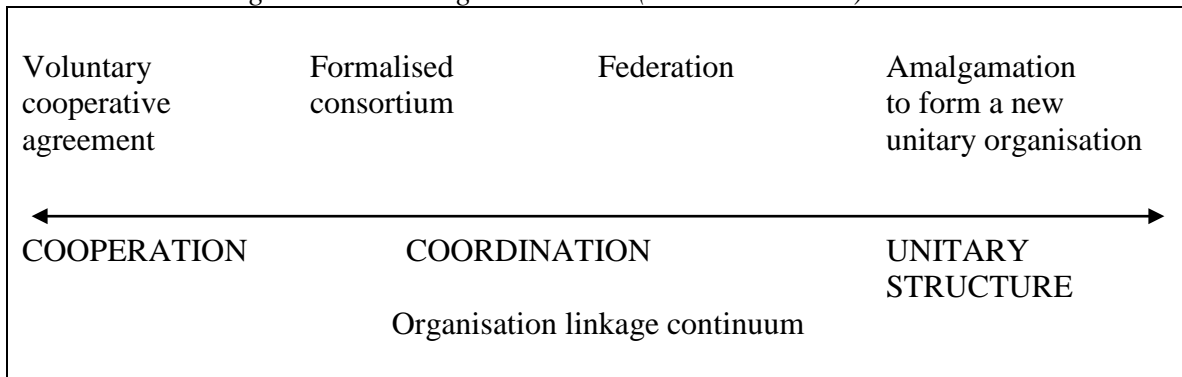 Voluntary cooperative agreement
Formalised consortium
Federation
Amalgamation to form a new unitary organisation
COOPERATION
COORDINATION
UNITARY STRUCTURE
Organisation linkage continuum